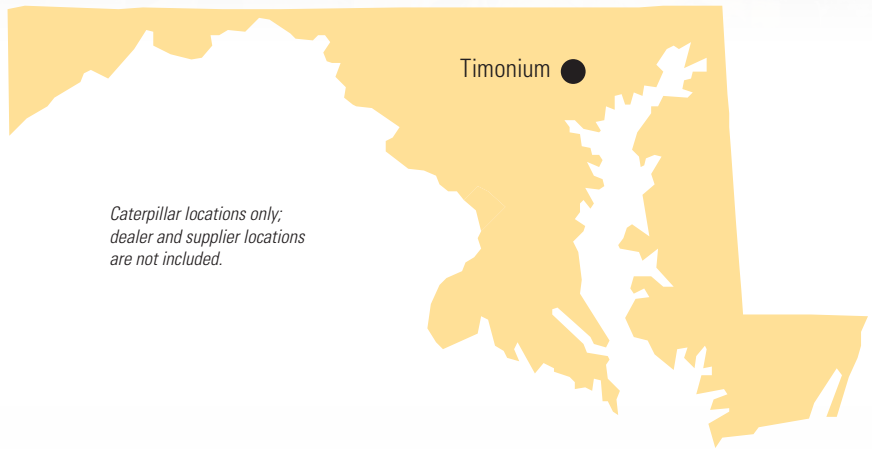 Timonium
Caterpillar locations only;
dealer and supplier locations
are not included.